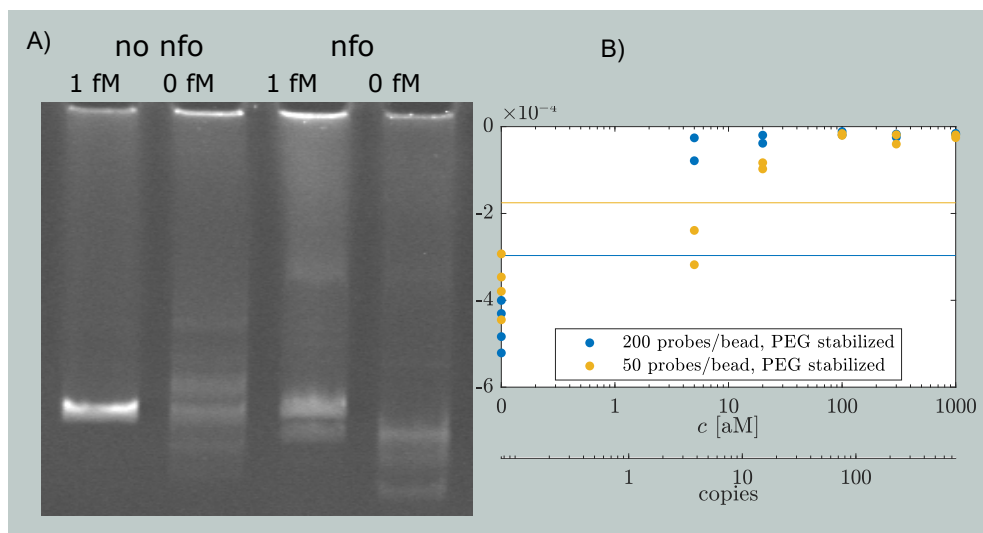 A)
no nfo
nfo
1 fM
0 fM
1 fM
0 fM
B)
×10⁻⁴
0
-2
-4
-6
200 probes/bead, PEG stabilized
50 probes/bead, PEG stabilized
0
1
10
100
1000
c [aM]
1
10
100
copies